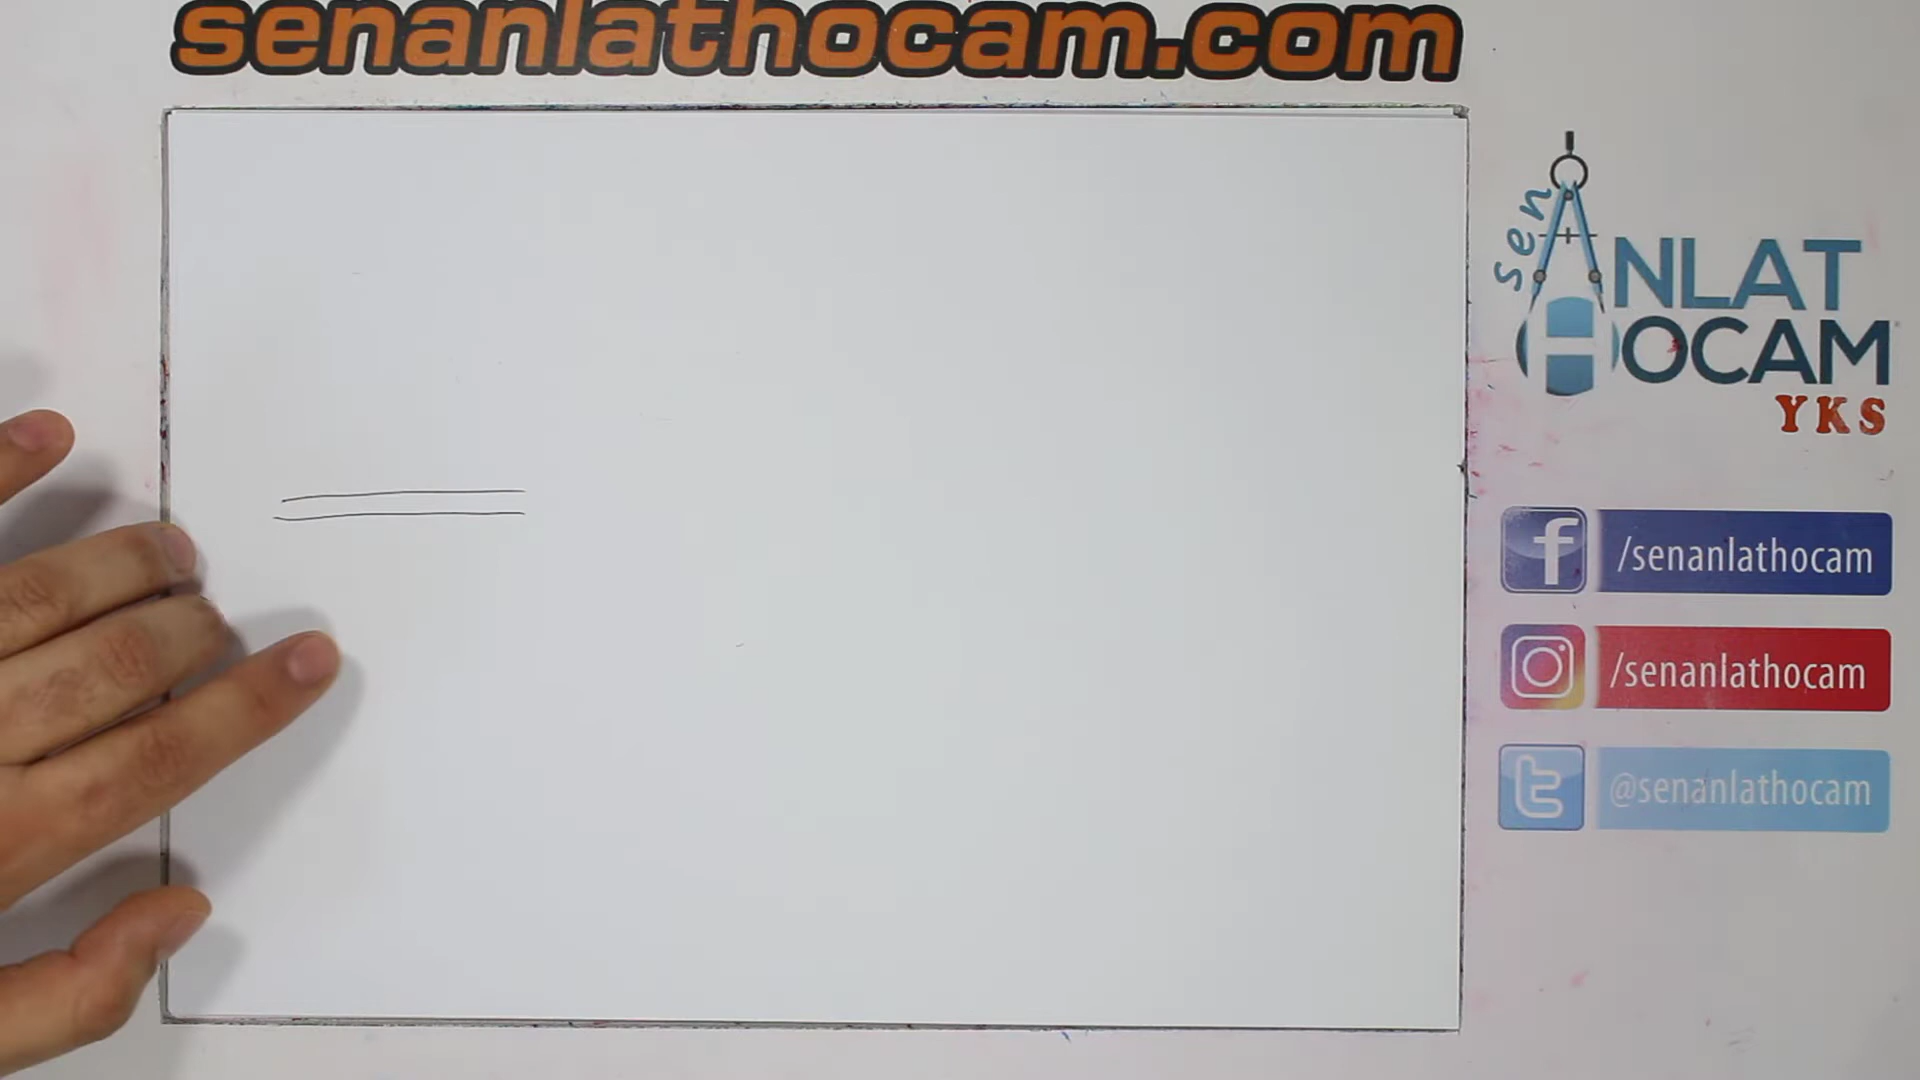 senanlathocam.com
sen
ANLAT
HOCAM
YKS
f /senanlathocam
/senanlathocam
t @senanlathocam